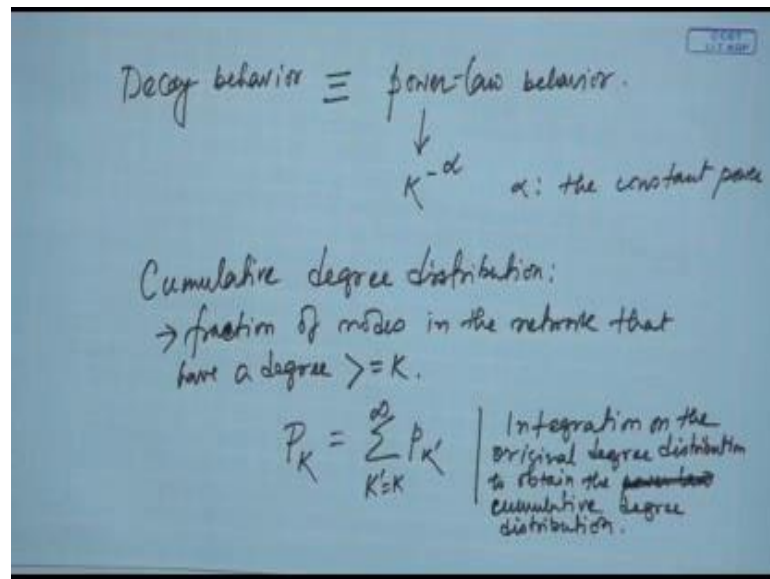 Decay behavior ≡ power-law behavior.
↓
K^-α α: the constant power
Cumulative degree distribution:
→ fraction of nodes in the network that
have a degree >= K.
P_K = ∞∑K'=K p_K'
Integration on the
original degree distribution
to obtain the
cumulative degree
distribution.